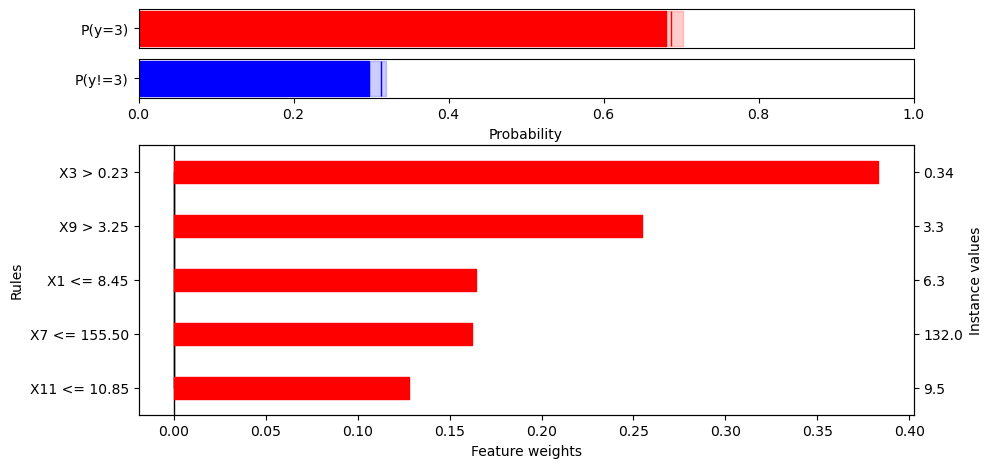 P(y=3)
P(y!=3)
0.0 0.2 0.4 0.6 0.8 1.0
Probability
X3 > 0.23 0.34
X9 > 3.25 3.3
X1 <= 8.45 6.3
X7 <= 155.50 132.0
X11 <= 10.85 9.5
Rules
Instance values
0.00 0.05 0.10 0.15 0.20 0.25 0.30 0.35 0.40
Feature weights